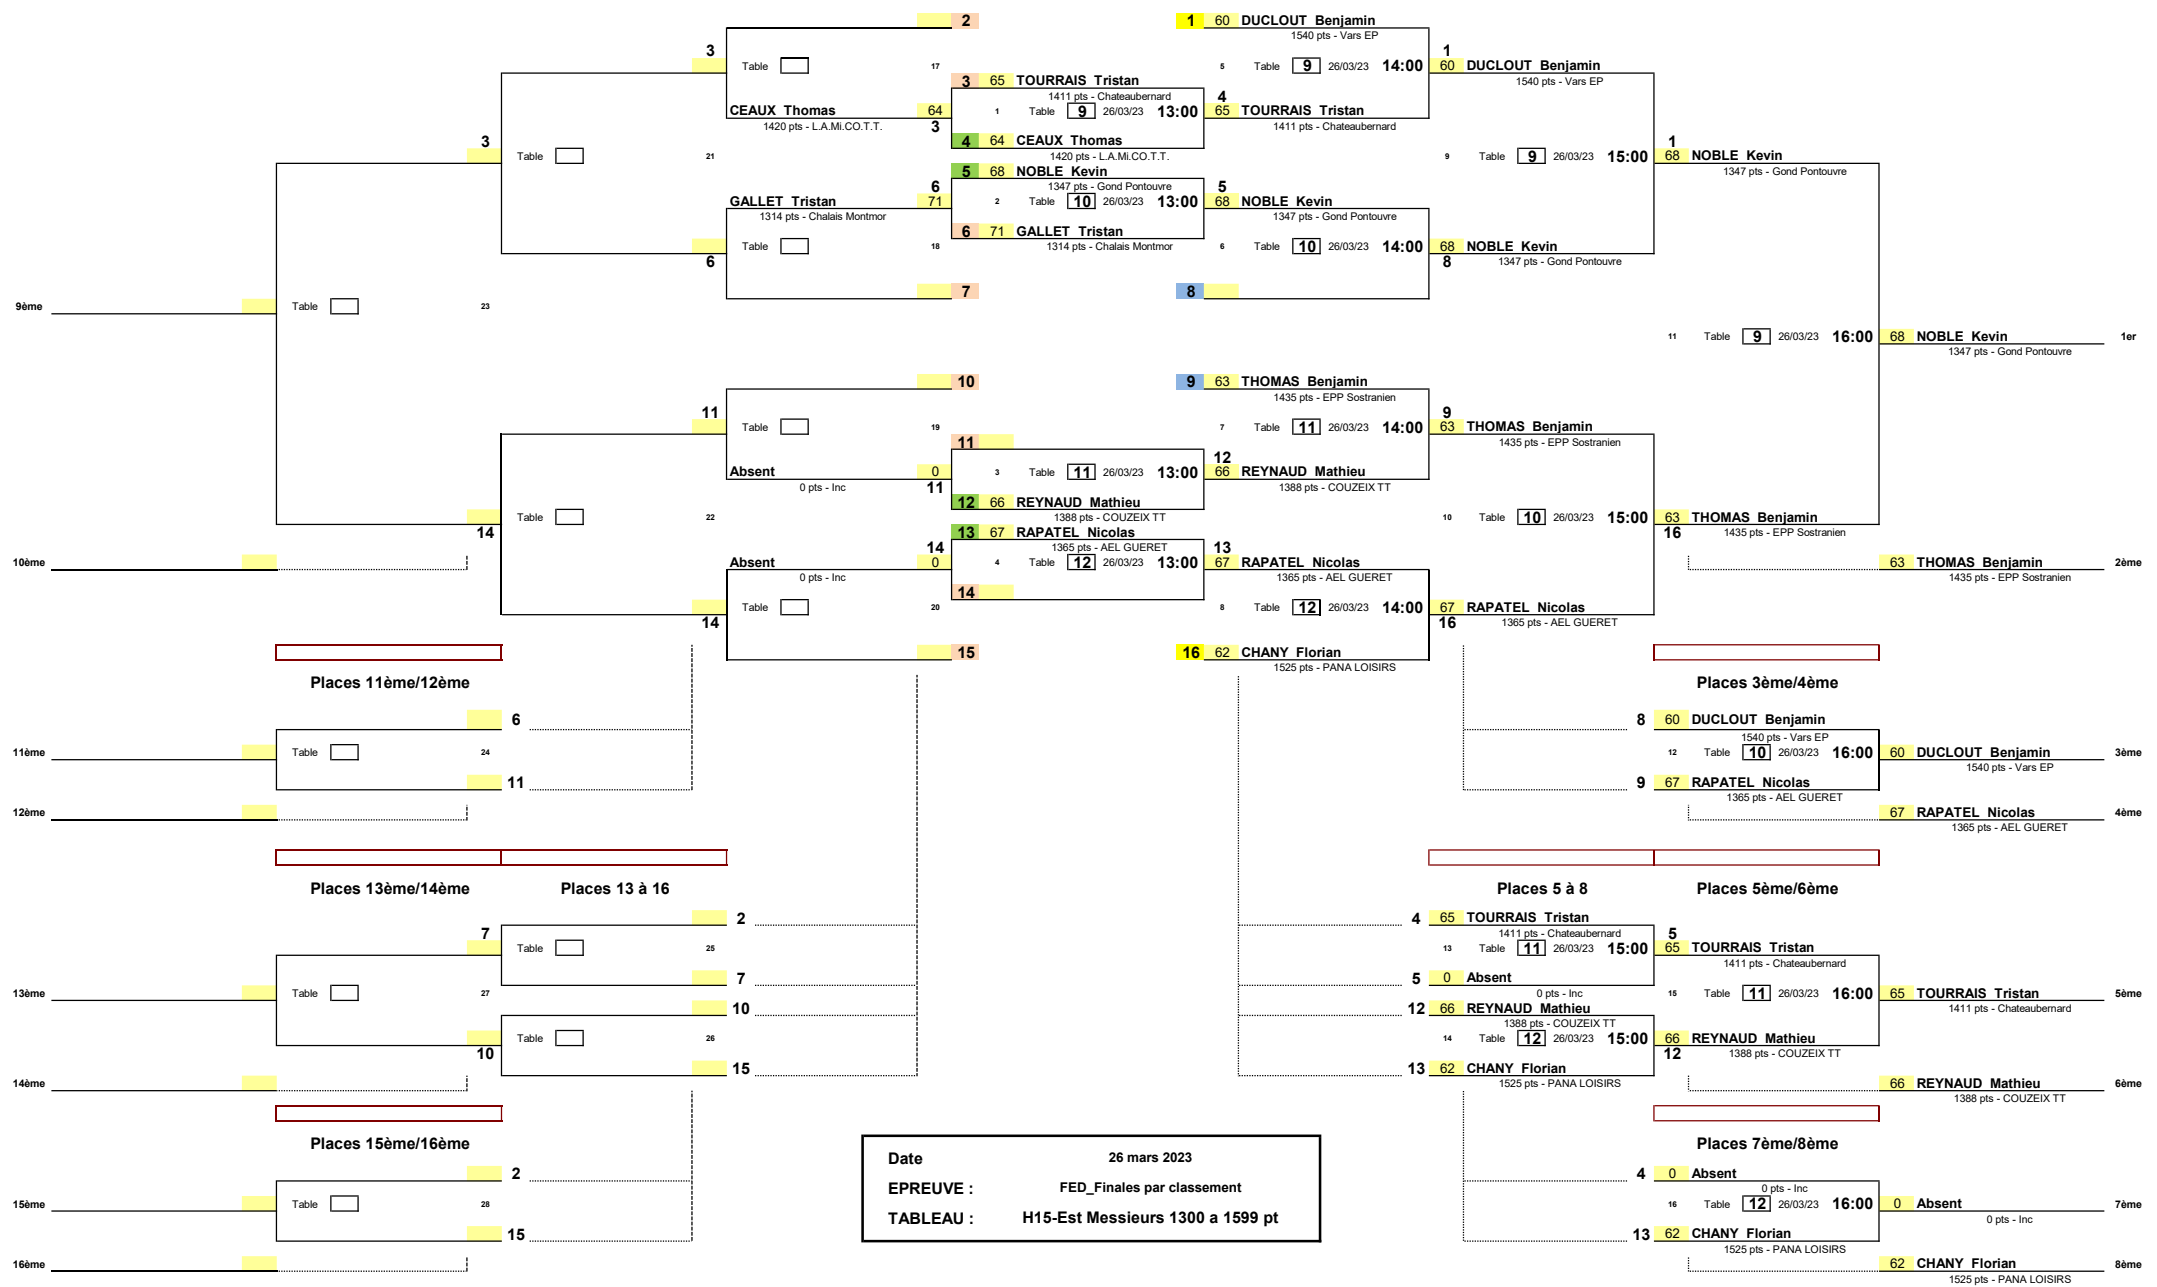 2
1 60 DUCLOUT Benjamin
1540 pts - Vars EP
3
1
Table 17
5 Table 9 26/03/23 14:00 60 DUCLOUT Benjamin
3 65 TOURRAIS Tristan
1540 pts - Vars EP
1411 pts - Chateaubernard
4
CEAUX Thomas 64
1 Table 9 26/03/23 13:00 65 TOURRAIS Tristan
1420 pts - L.A.Mi.CO.T.T.
3
1411 pts - Chateaubernard
3
4 64 CEAUX Thomas
1
Table 21
1420 pts - L.A.Mi.CO.T.T.
9 Table 9 26/03/23 15:00 68 NOBLE Kevin
5 68 NOBLE Kevin
1347 pts - Gond Pontouvre
6
1347 pts - Gond Pontouvre
5
GALLET Tristan 71
2 Table 10 26/03/23 13:00 68 NOBLE Kevin
1314 pts - Chalais Montmor
1347 pts - Gond Pontouvre
6 71 GALLET Tristan
Table 18
1314 pts - Chalais Montmor
6 Table 10 26/03/23 14:00 68 NOBLE Kevin
6
8
1347 pts - Gond Pontouvre
7
8
9ème
Table 23
11 Table 9 26/03/23 16:00 68 NOBLE Kevin 1er
1347 pts - Gond Pontouvre
10
9 63 THOMAS Benjamin
1435 pts - EPP Sostranien
11
9
Table 19
7 Table 11 26/03/23 14:00 63 THOMAS Benjamin
11
1435 pts - EPP Sostranien
12
Absent 0
3 Table 11 26/03/23 13:00 66 REYNAUD Mathieu
0 pts - Inc
11
1388 pts - COUZEIX TT
12 66 REYNAUD Mathieu
Table 22
1388 pts - COUZEIX TT
10 Table 10 26/03/23 15:00 63 THOMAS Benjamin
14
13 67 RAPATEL Nicolas
16
1435 pts - EPP Sostranien
14
1365 pts - AEL GUERET
13
10ème
Absent 0
4 Table 12 26/03/23 13:00 67 RAPATEL Nicolas
63 THOMAS Benjamin 2ème
0 pts - Inc
1365 pts - AEL GUERET
1435 pts - EPP Sostranien
14
Table 20
8 Table 12 26/03/23 14:00 67 RAPATEL Nicolas
14
16
1365 pts - AEL GUERET
15
16 62 CHANY Florian
1525 pts - PANA LOISIRS
Places 11ème/12ème
Places 3ème/4ème
6
8 60 DUCLOUT Benjamin
1540 pts - Vars EP
11ème
Table 24
12 Table 10 26/03/23 16:00 60 DUCLOUT Benjamin 3ème
1540 pts - Vars EP
11
9 67 RAPATEL Nicolas
1365 pts - AEL GUERET
12ème
67 RAPATEL Nicolas 4ème
1365 pts - AEL GUERET
Places 13ème/14ème
Places 13 à 16
Places 5 à 8
Places 5ème/6ème
2
4 65 TOURRAIS Tristan
1411 pts - Chateaubernard
7
5
Table 25
13 Table 11 26/03/23 15:00 65 TOURRAIS Tristan
1411 pts - Chateaubernard
7
5 0 Absent
0 pts - Inc
13ème
Table 27
15 Table 11 26/03/23 16:00 65 TOURRAIS Tristan 5ème
1411 pts - Chateaubernard
10
12 66 REYNAUD Mathieu
1388 pts - COUZEIX TT
Table 26
14 Table 12 26/03/23 15:00 66 REYNAUD Mathieu
10
12
1388 pts - COUZEIX TT
15
13 62 CHANY Florian
1525 pts - PANA LOISIRS
14ème
66 REYNAUD Mathieu 6ème
1388 pts - COUZEIX TT
Places 15ème/16ème
Places 7ème/8ème
Date 26 mars 2023
2
4 0 Absent
0 pts - Inc
EPREUVE : FED_Finales par classement
15ème
Table 28
16 Table 12 26/03/23 16:00 0 Absent 7ème
0 pts - Inc
TABLEAU : H15-Est Messieurs 1300 a 1599 pt
15
13 62 CHANY Florian
1525 pts - PANA LOISIRS
16ème
62 CHANY Florian 8ème
1525 pts - PANA LOISIRS